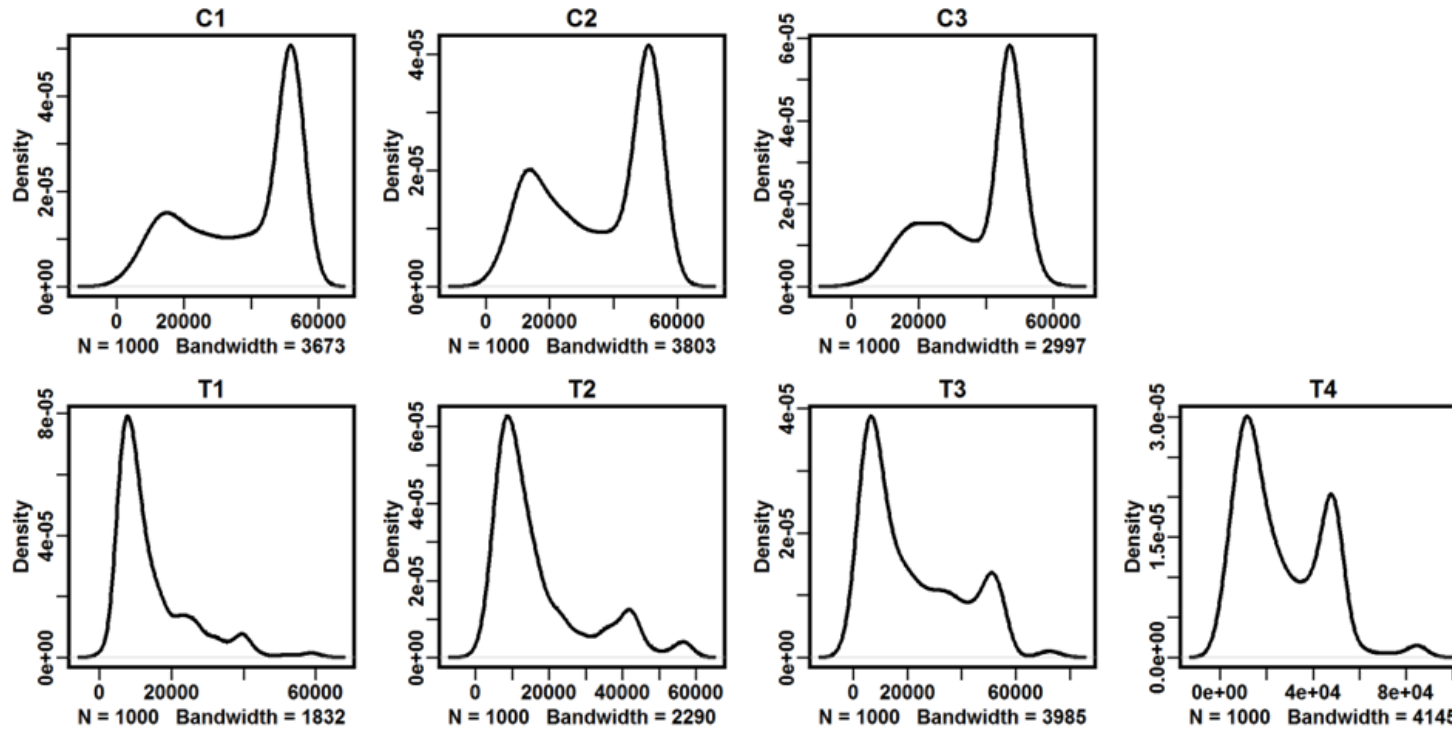 C1 C2 C3
Density 0e+00 2e-05 4e-05
Density 0e+00 2e-05 4e-05
Density 0e+00 2e-05 4e-05 6e-05
0 20000 60000
0 20000 60000
0 20000 60000
N = 1000 Bandwidth = 3673
N = 1000 Bandwidth = 3803
N = 1000 Bandwidth = 2997
T1 T2 T3 T4
Density 0e+00 4e-05 8e-05
Density 0e+00 2e-05 4e-05 6e-05
Density 0e+00 2e-05 4e-05
Density 0.0e+00 1.5e-05 3.0e-05
0 20000 40000 60000
0 20000 40000 60000
0 20000 60000
0e+00 4e+04 8e+04
N = 1000 Bandwidth = 1832
N = 1000 Bandwidth = 2290
N = 1000 Bandwidth = 3985
N = 1000 Bandwidth = 4145